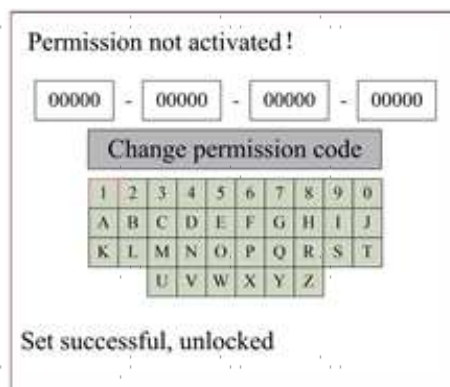 Permission not activated!
00000 - 00000 - 00000 - 00000
Change permission code
1 2 3 4 5 6 7 8 9 0
A B C D E F G H I J
K L M N O P Q R S T
U V W X Y Z
Set successful, unlocked